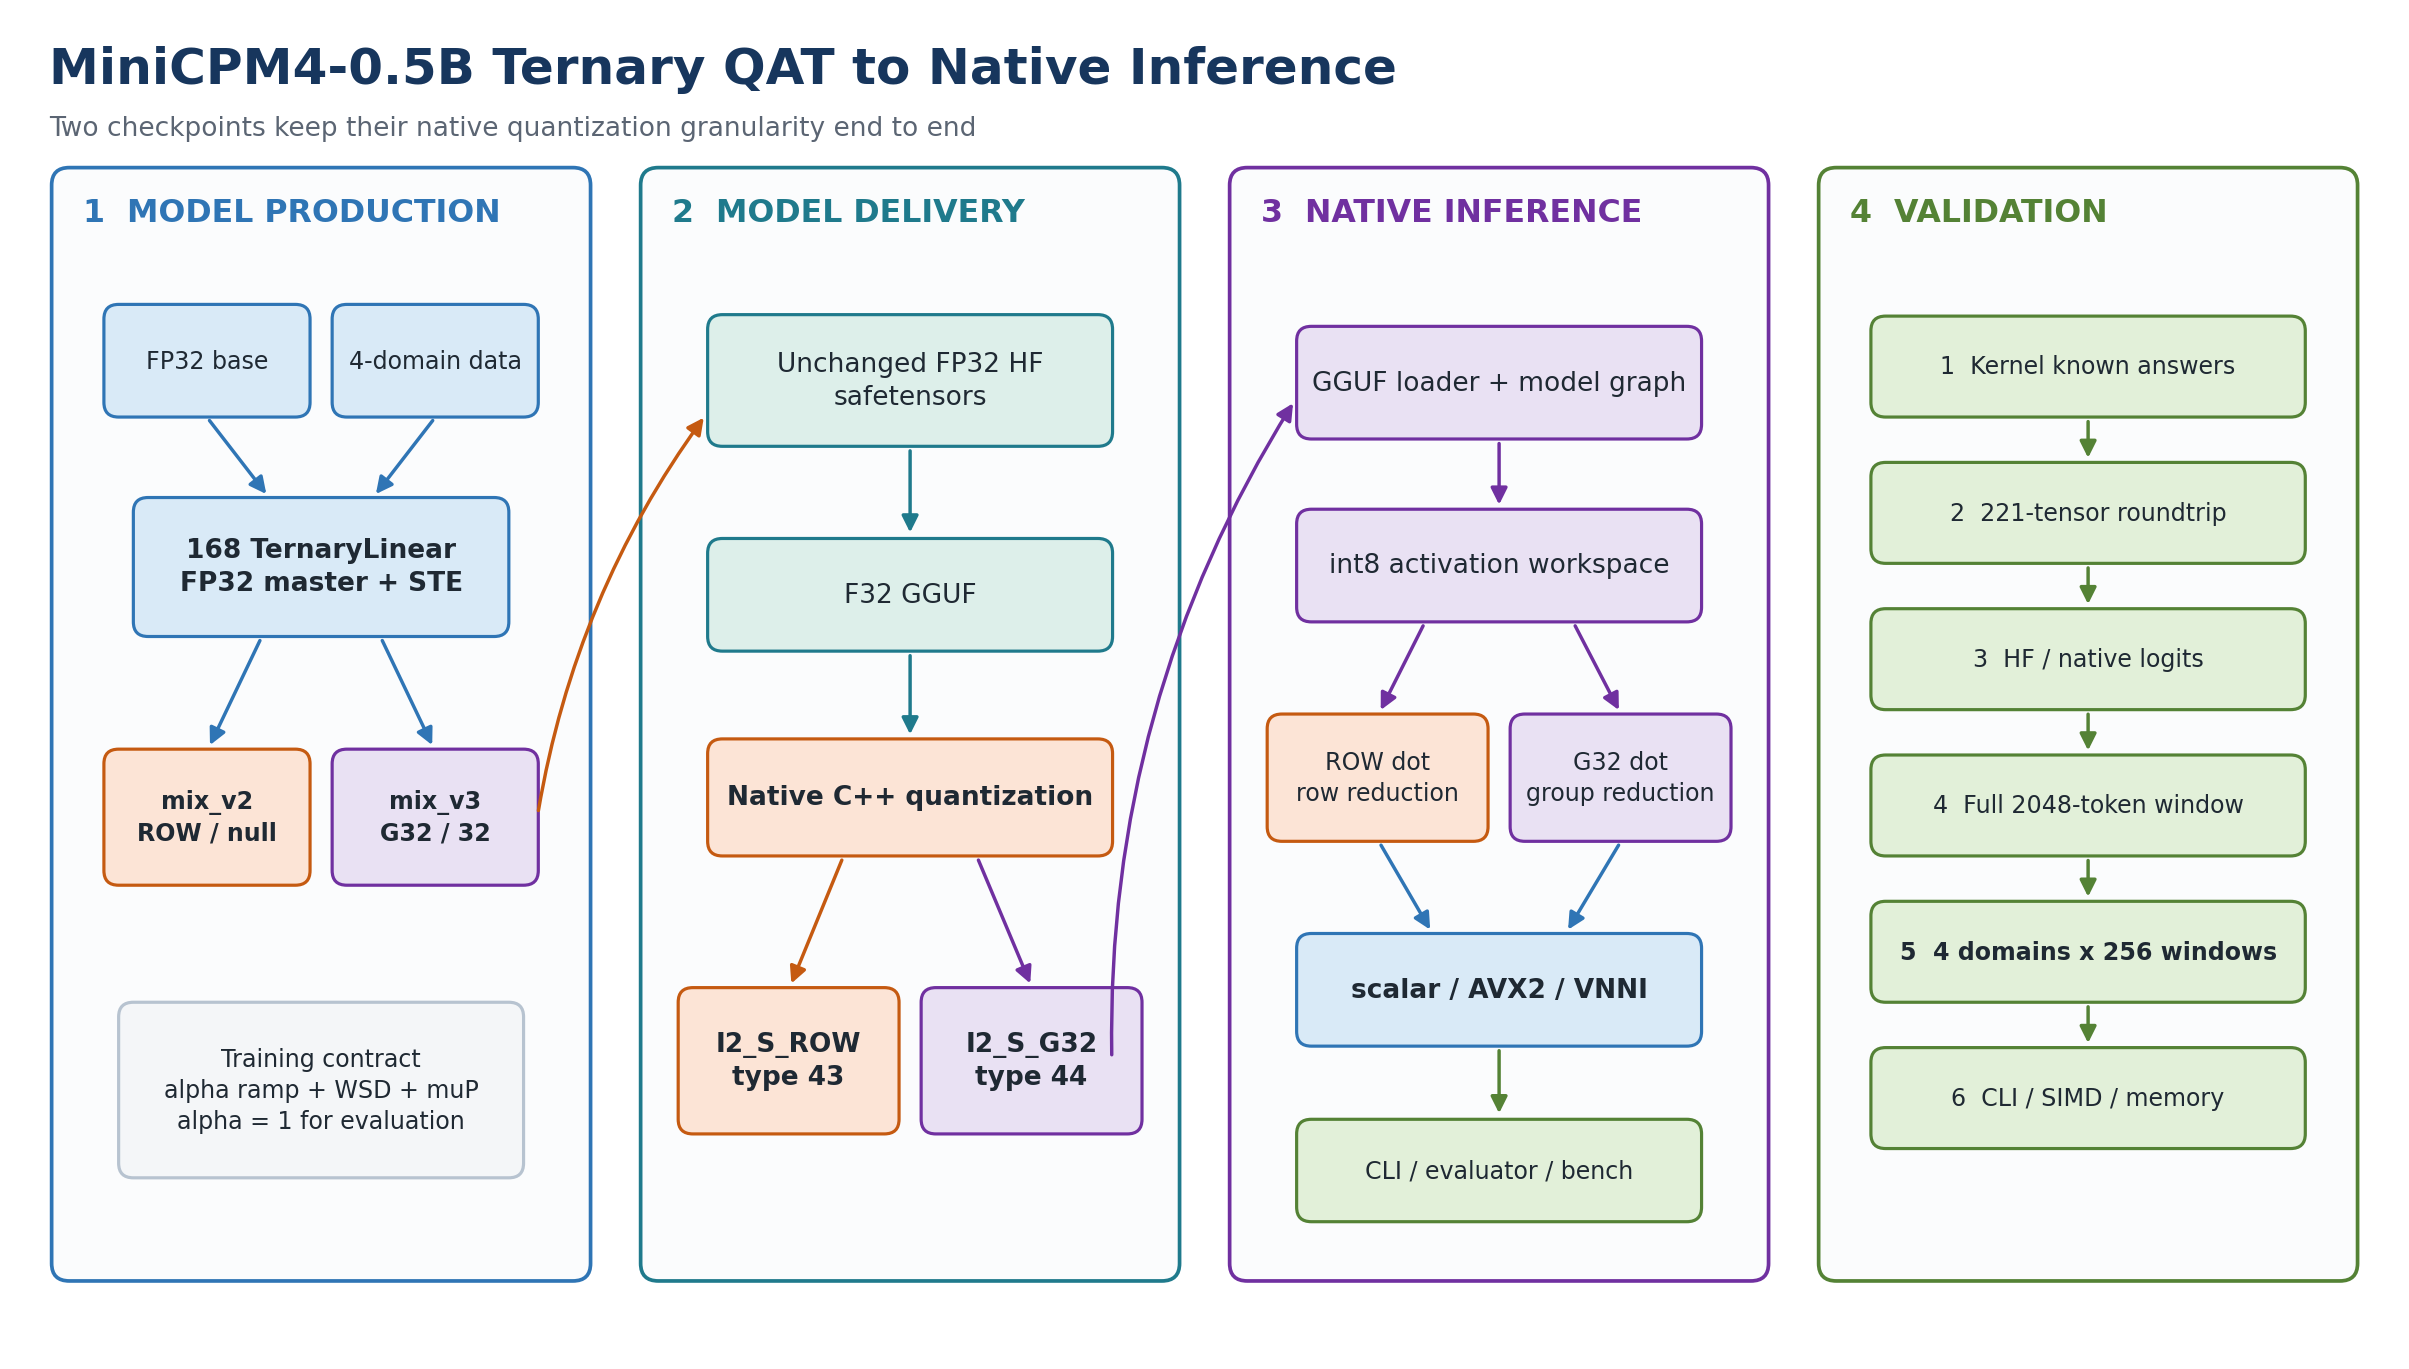 MiniCPM4-0.5B Ternary QAT to Native Inference
Two checkpoints keep their native quantization granularity end to end
1 MODEL PRODUCTION
FP32 base
4-domain data
168 TernaryLinear
FP32 master + STE
mix_v2
ROW / null
mix_v3
G32 / 32
Training contract
alpha ramp + WSD + muP
alpha = 1 for evaluation
2 MODEL DELIVERY
Unchanged FP32 HF
safetensors
F32 GGUF
Native C++ quantization
I2_S_ROW
type 43
I2_S_G32
type 44
3 NATIVE INFERENCE
GGUF loader + model graph
int8 activation workspace
ROW dot
row reduction
G32 dot
group reduction
scalar / AVX2 / VNNI
CLI / evaluator / bench
4 VALIDATION
1 Kernel known answers
2 221-tensor roundtrip
3 HF / native logits
4 Full 2048-token window
5 4 domains x 256 windows
6 CLI / SIMD / memory